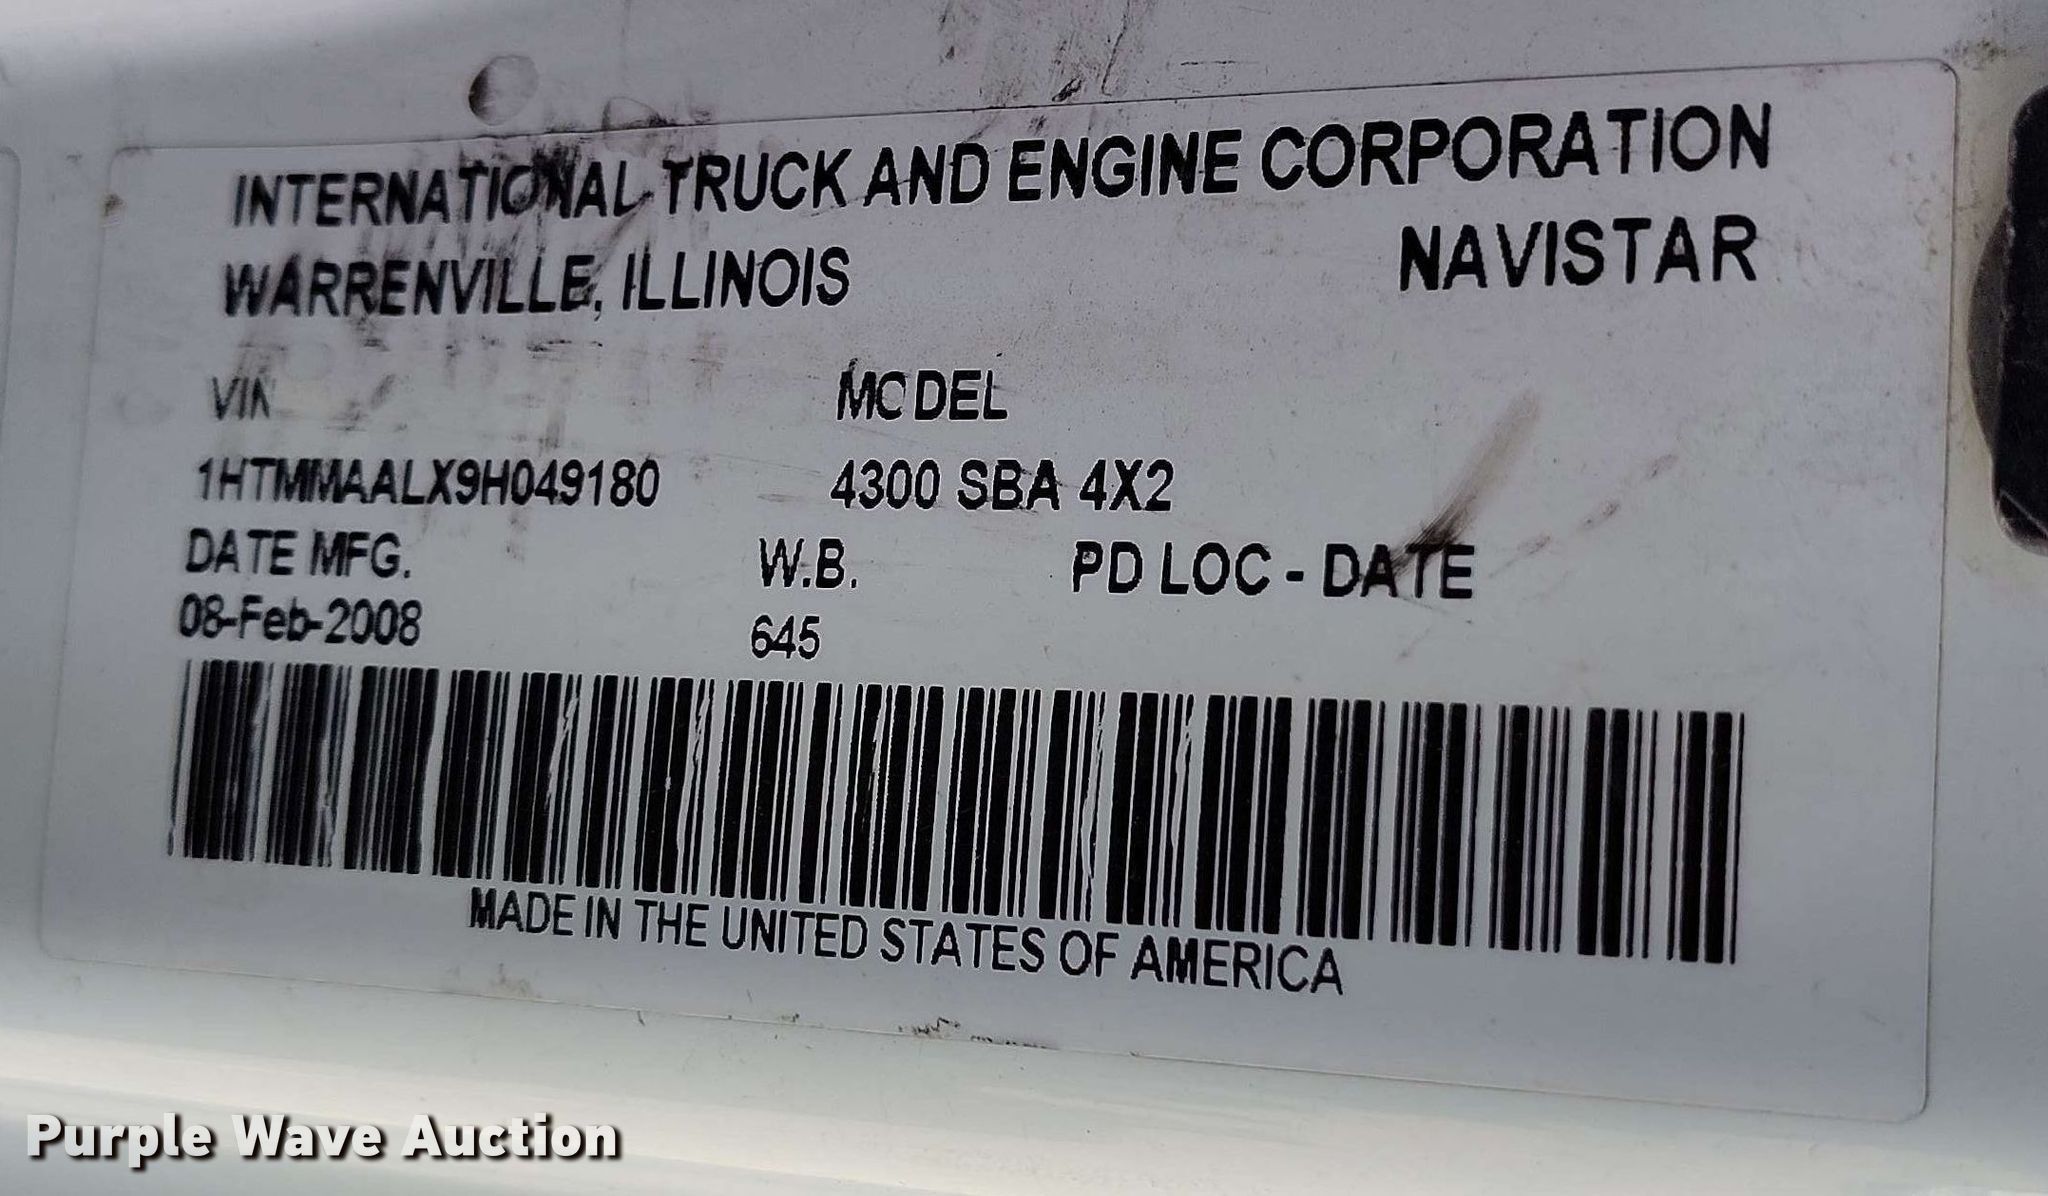 INTERNATIONAL TRUCK AND ENGINE CORPORATION
WARRENVILLE, ILLINOIS NAVISTAR
VIN MODEL
1HTMMAALX9H049180 4300 SBA 4X2
DATE MFG. W.B. PD LOC - DATE
08-Feb-2008 645
MADE IN THE UNITED STATES OF AMERICA
Purple Wave Auction